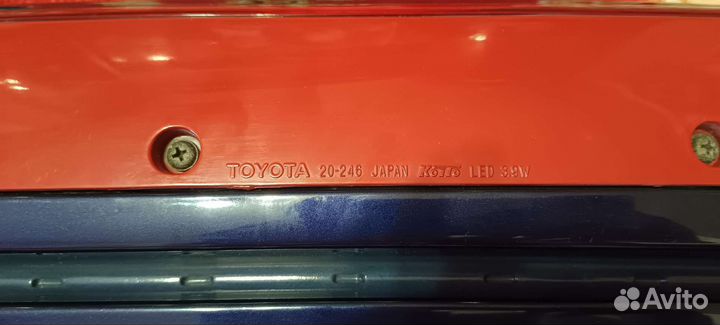 TOYOTA 20-246 JAPAN KOITO LED 3.9W
Avito